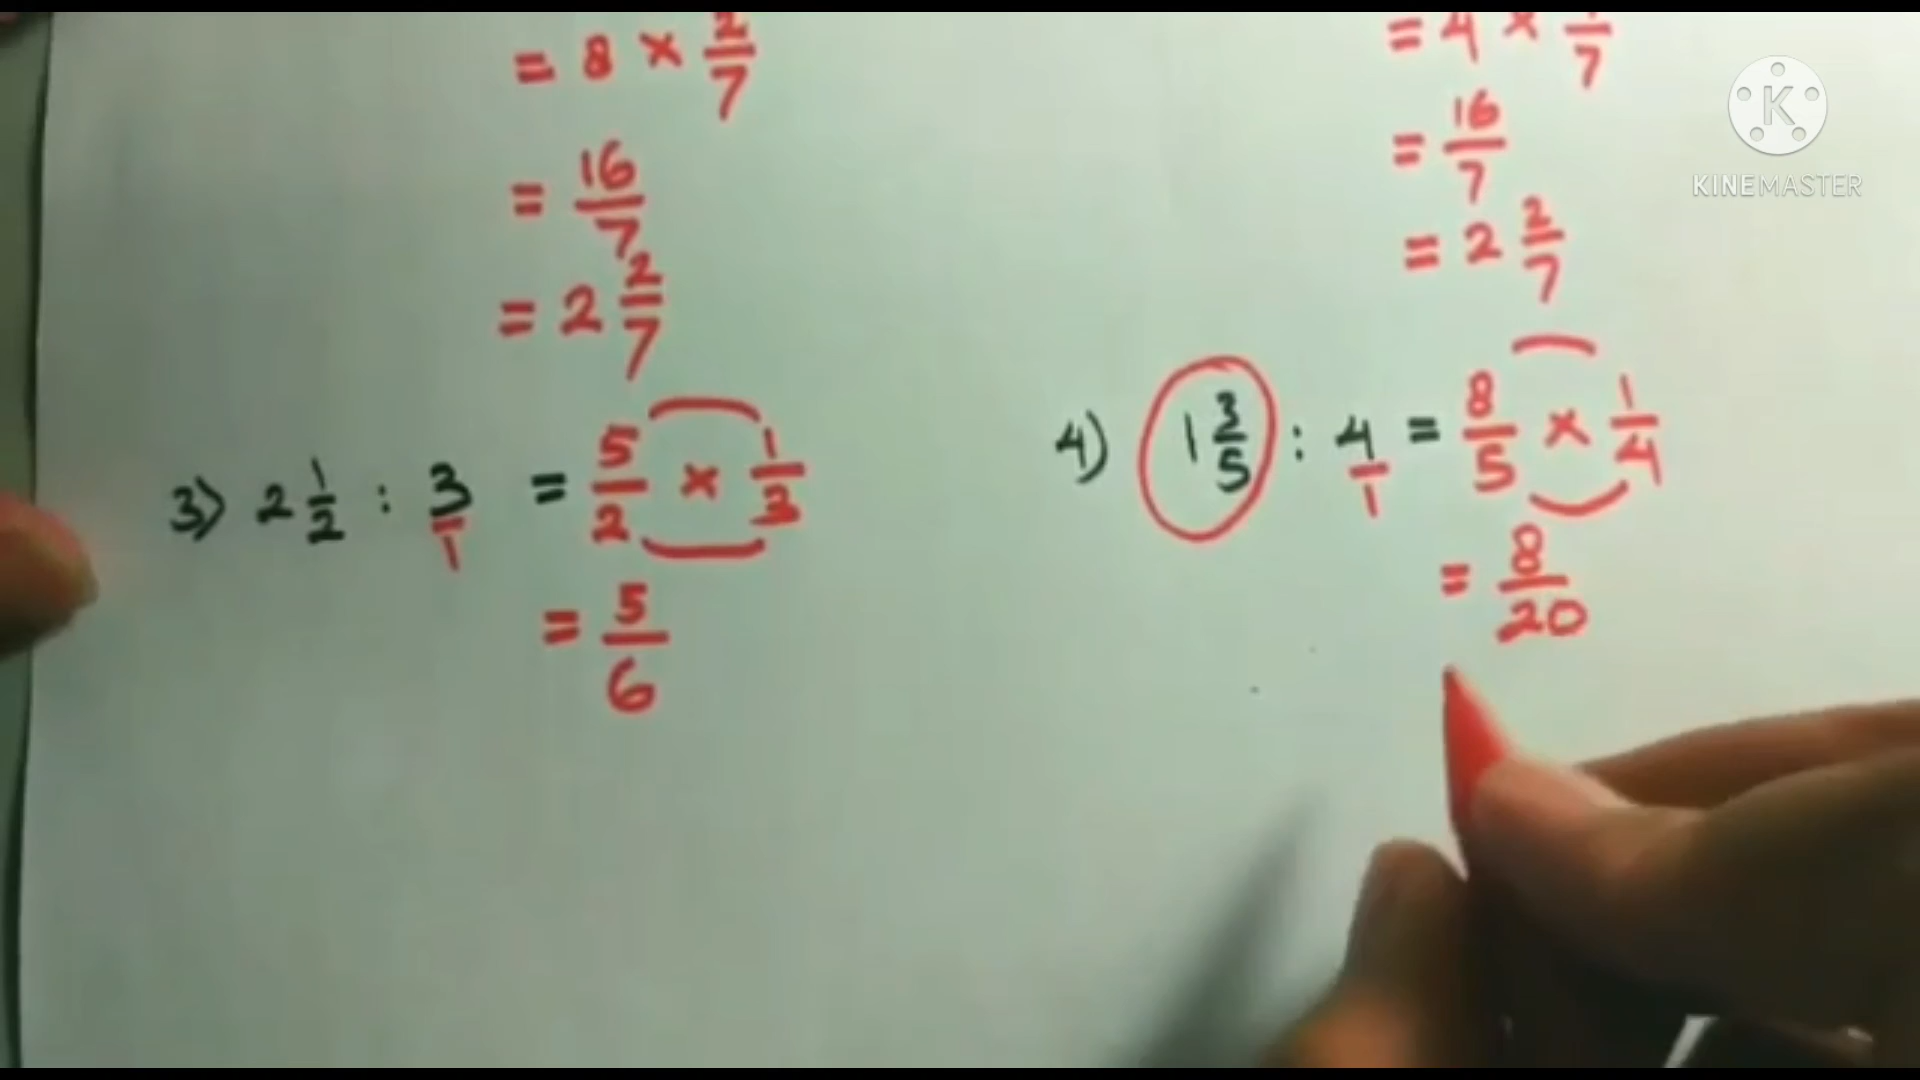 = 8 × 2/7
= 16/7
= 2 2/7
3) 2 1/2 : 3/1 = 5/2 × 1/3
= 5/6
= 4 × /7
= 16/7
= 2 2/7
4) 1 3/5 : 4/1 = 8/5 × 1/4
= 8/20
K
KINEMASTER